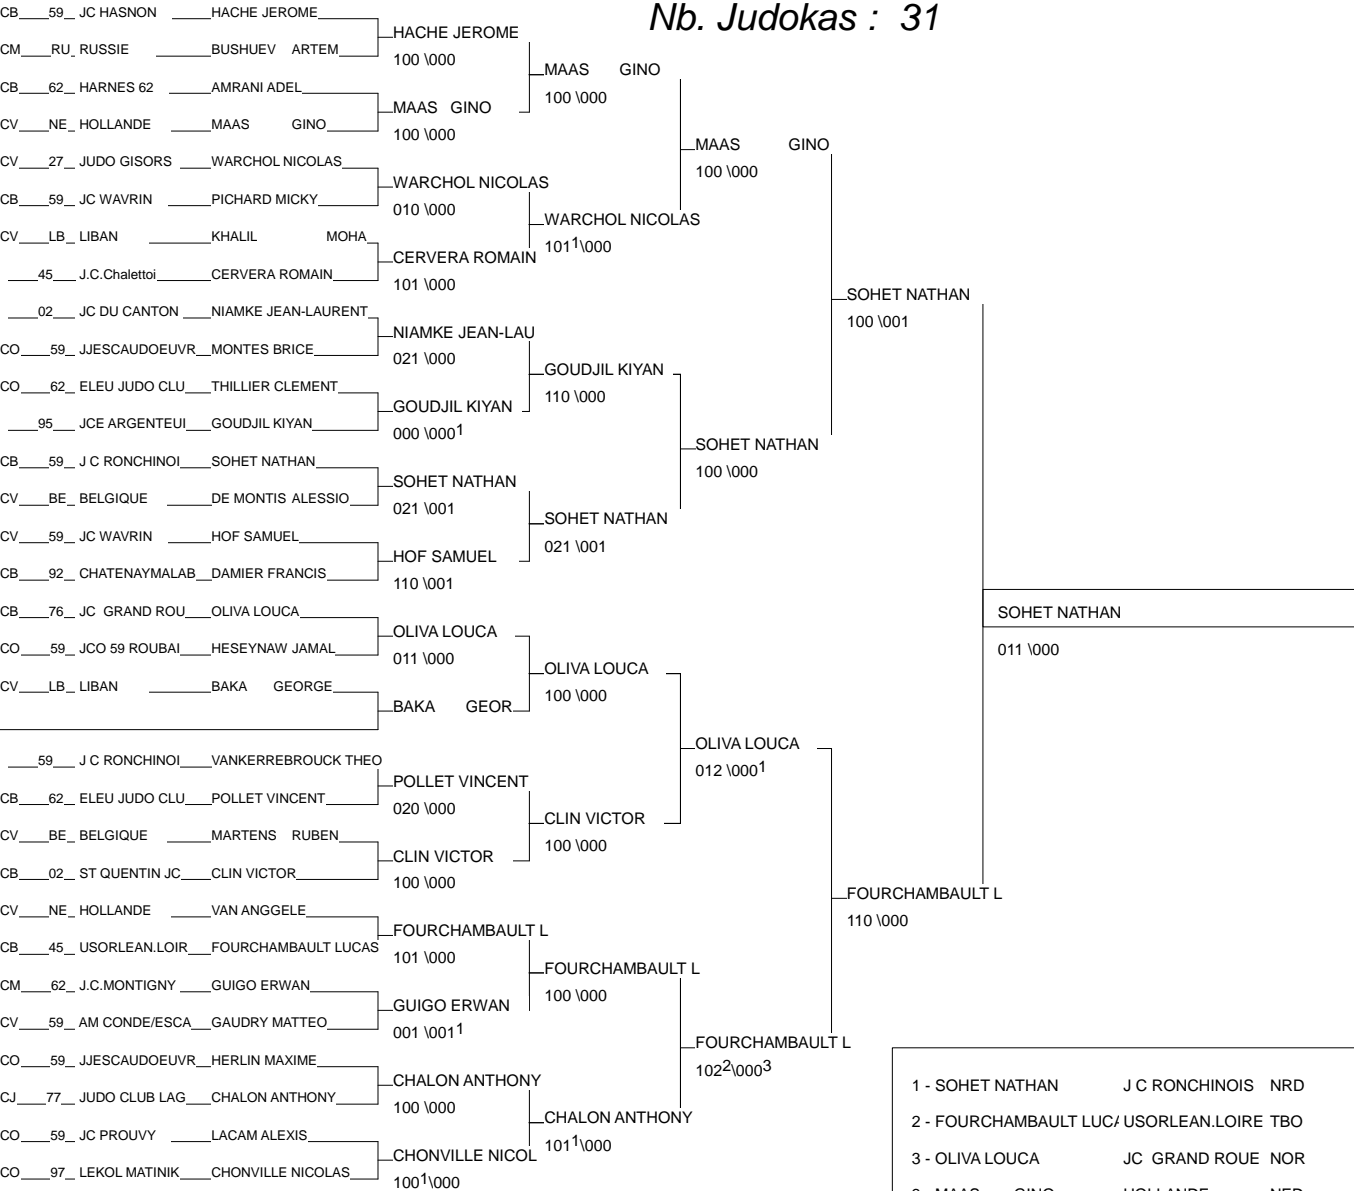 Nb. Judokas : 31
CB 59 JC HASNON HACHE JEROME
CM RU RUSSIE BUSHUEV ARTEM
CB 62 HARNES 62 AMRANI ADEL
CV NE HOLLANDE MAAS GINO
CV 27 JUDO GISORS WARCHOL NICOLAS
CB 59 JC WAVRIN PICHARD MICKY
CV LB LIBAN KHALIL MOHA
45 J.C.Chalettoi CERVERA ROMAIN
02 JC DU CANTON NIAMKE JEAN-LAURENT
CO 59 JJESCAUDOEUVR MONTES BRICE
CO 62 ELEU JUDO CLU THILLIER CLEMENT
95 JCE ARGENTEUI GOUDJIL KIYAN
CB 59 J C RONCHINOI SOHET NATHAN
CV BE BELGIQUE DE MONTIS ALESSIO
CV 59 JC WAVRIN HOF SAMUEL
CB 92 CHATENAYMALAB DAMIER FRANCIS
CB 76 JC GRAND ROU OLIVA LOUCA
CO 59 JCO 59 ROUBAI HESEYNAW JAMAL
CV LB LIBAN BAKA GEORGE
59 J C RONCHINOI VANKERREBROUCK THEO
CB 62 ELEU JUDO CLU POLLET VINCENT
CV BE BELGIQUE MARTENS RUBEN
CB 02 ST QUENTIN JC CLIN VICTOR
CV NE HOLLANDE VAN ANGGELE
CB 45 USORLEAN.LOIR FOURCHAMBAULT LUCAS
CM 62 J.C.MONTIGNY GUIGO ERWAN
CV 59 AM CONDE/ESCA GAUDRY MATTEO
CO 59 JJESCAUDOEUVR HERLIN MAXIME
CJ 77 JUDO CLUB LAG CHALON ANTHONY
CO 59 JC PROUVY LACAM ALEXIS
CO 97 LEKOL MATINIK CHONVILLE NICOLAS
HACHE JEROME
100 \000
MAAS GINO
100 \000
WARCHOL NICOLAS
010 \000
CERVERA ROMAIN
101 \000
NIAMKE JEAN-LAU
021 \000
GOUDJIL KIYAN
000 \0001
SOHET NATHAN
021 \001
HOF SAMUEL
110 \001
OLIVA LOUCA
011 \000
BAKA GEOR
POLLET VINCENT
020 \000
CLIN VICTOR
100 \000
FOURCHAMBAULT L
101 \000
GUIGO ERWAN
001 \0011
CHALON ANTHONY
100 \000
CHONVILLE NICOL
1001\000
MAAS GINO
100 \000
WARCHOL NICOLAS
1011\000
GOUDJIL KIYAN
110 \000
SOHET NATHAN
021 \001
OLIVA LOUCA
100 \000
CLIN VICTOR
100 \000
FOURCHAMBAULT L
100 \000
CHALON ANTHONY
1011\000
MAAS GINO
100 \000
SOHET NATHAN
100 \000
OLIVA LOUCA
012 \0001
FOURCHAMBAULT L
1022\0003
SOHET NATHAN
100 \001
FOURCHAMBAULT L
110 \000
SOHET NATHAN
011 \000
1 - SOHET NATHAN J C RONCHINOIS NRD
2 - FOURCHAMBAULT LUCA USORLEAN.LOIRE TBO
3 - OLIVA LOUCA JC GRAND ROUE NOR